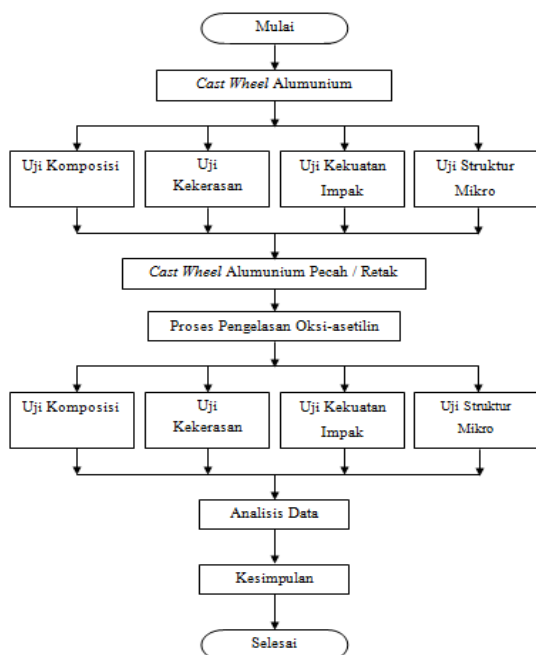 Mulai
Cast Wheel Alumunium
Uji Komposisi
Uji
Kekerasan
Uji Kekuatan
Impak
Uji Struktur
Mikro
Cast Wheel Alumunium Pecah / Retak
Proses Pengelasan Oksi-asetilin
Uji Komposisi
Uji
Kekerasan
Uji Kekuatan
Impak
Uji Struktur
Mikro
Analisis Data
Kesimpulan
Selesai